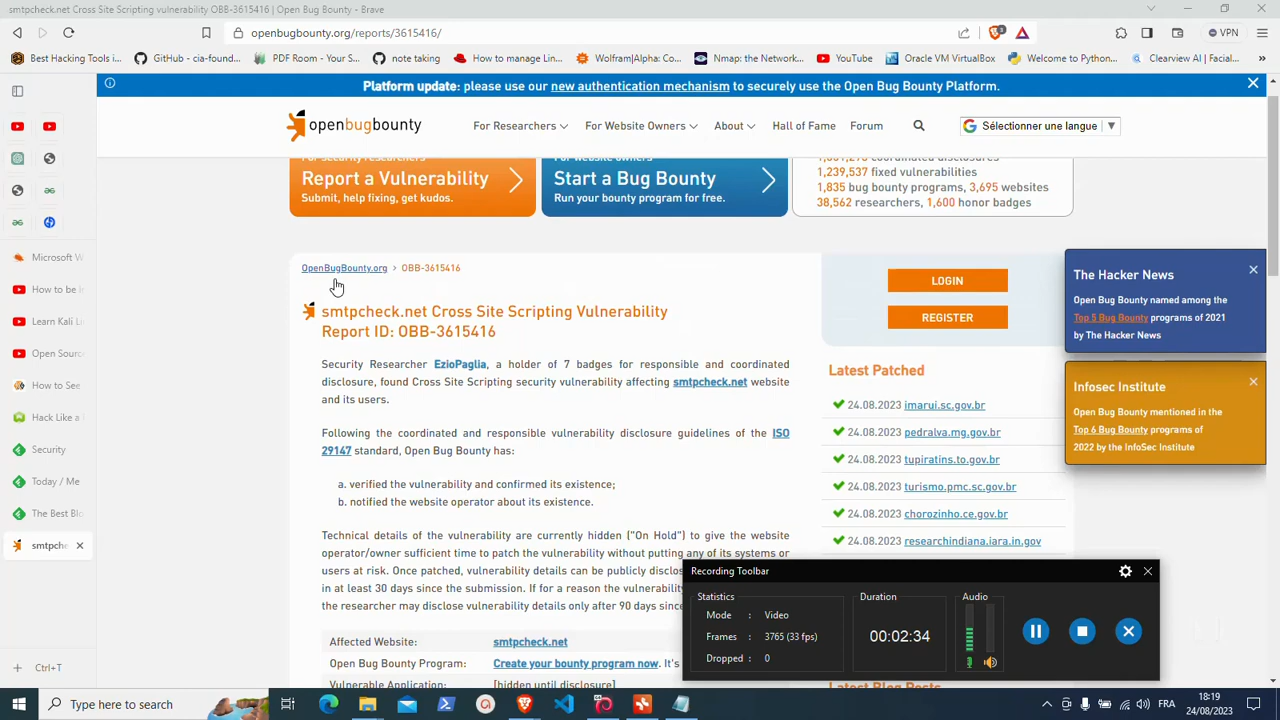 smtpcheck.net Cross Site Scripting vulnerability OBB-3615416 | Open Bug Bounty - Brave
openbugbounty.org/reports/3615416/
VPN
Best Hacking Tools i...
GitHub - cia-found...
PDF Room - Your S...
note taking
How to manage Lin...
Wolfram|Alpha: Co...
Nmap: the Network...
YouTube
Oracle VM VirtualBox
Welcome to Python...
Clearview AI | Facial...
Platform update: please use our new authentication mechanism to securely use the Open Bug Bounty Platform.
openbugbounty
For Researchers
For Website Owners
About
Hall of Fame
Forum
Sélectionner une langue
Report a Vulnerability
Submit, help fixing, get kudos.
Start a Bug Bounty
Run your bounty program for free.
1,239,537 fixed vulnerabilities
1,835 bug bounty programs, 3,695 websites
38,562 researchers, 1,600 honor badges
Microsoft W
How to be i
Learn Kali Li
Open Sourc
How to See
Hack Like a
Security
Today / Me
The Best Blo
smtpche
Ctrl+T
OpenBugBounty.org > OBB-3615416
smtpcheck.net Cross Site Scripting Vulnerability
Report ID: OBB-3615416
Security Researcher EzioPaglia, a holder of 7 badges for responsible and coordinated
disclosure, found Cross Site Scripting security vulnerability affecting smtpcheck.net website
and its users.
Following the coordinated and responsible vulnerability disclosure guidelines of the ISO
29147 standard, Open Bug Bounty has:
a. verified the vulnerability and confirmed its existence;
b. notified the website operator about its existence.
Technical details of the vulnerability are currently hidden ("On Hold") to give the website
operator/owner sufficient time to patch the vulnerability without putting any of its systems or
users at risk. Once patched, vulnerability details can be publicly disclo
in at least 30 days since the submission. If for a reason the vulnerability
the researcher may disclose vulnerability details only after 90 days since
Affected Website: smtpcheck.net
Open Bug Bounty Program: Create your bounty program now. It's
Vulnerable Application: [hidden until disclosure]
LOGIN
REGISTER
Latest Patched
24.08.2023 imarui.sc.gov.br
24.08.2023 pedralva.mg.gov.br
24.08.2023 tupiratins.to.gov.br
24.08.2023 turismo.pmc.sc.gov.br
24.08.2023 chorozinho.ce.gov.br
24.08.2023 researchindiana.iara.in.gov
Latest Blog Posts
The Hacker News
Open Bug Bounty named among the
Top 5 Bug Bounty programs of 2021
by The Hacker News
Infosec Institute
Open Bug Bounty mentioned in the
Top 6 Bug Bounty programs of
2022 by the InfoSec Institute
Recording Toolbar
Statistics
Mode : Video
Frames : 3765 (33 fps)
Dropped : 0
Duration
00:02:34
Audio
Type here to search
FRA
18:19
24/08/2023